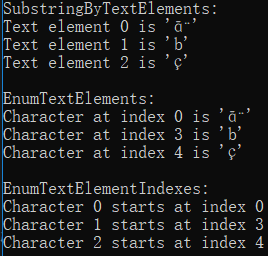 SubstringByTextElements:
Text element 0 is 'ā̈'
Text element 1 is 'b'
Text element 2 is 'ç'
EnumTextElements:
Character at index 0 is 'ā̈'
Character at index 3 is 'b'
Character at index 4 is 'ç'
EnumTextElementIndexes:
Character 0 starts at index 0
Character 1 starts at index 3
Character 2 starts at index 4